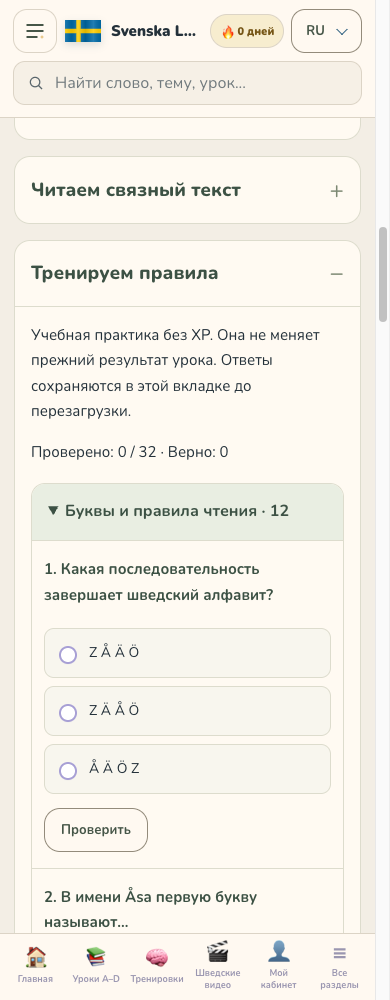 Svenska L...
🔥 0 дней
RU
Найти слово, тему, урок...
Читаем связный текст
Тренируем правила
Учебная практика без XP. Она не меняет
прежний результат урока. Ответы
сохраняются в этой вкладке до
перезагрузки.
Проверено: 0 / 32 · Верно: 0
▼ Буквы и правила чтения · 12
1. Какая последовательность
завершает шведский алфавит?
Z Å Ä Ö
Z Ä Å Ö
Å Ä Ö Z
Проверить
2. В имени Åsa первую букву
называют...
Главная
Уроки A–D
Тренировки
Шведские
видео
Мой
кабинет
Все
разделы